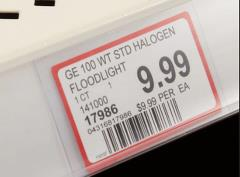 GE 100 WT STD HALOGEN
FLOODLIGHT
1 CT 1
141000
17986
9.99
$9.99 PER EA
04316817986